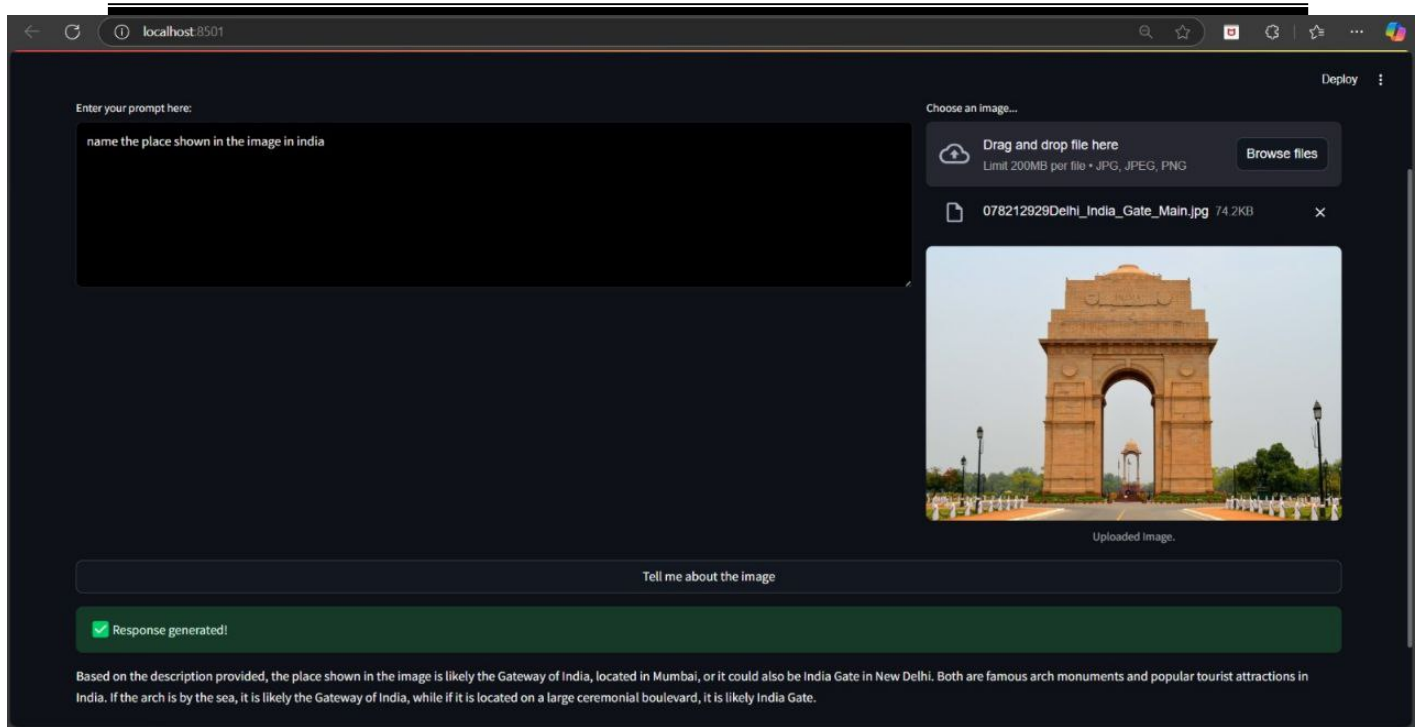 localhost:8501
Deploy
Enter your prompt here:
name the place shown in the image in india
Choose an image...
Drag and drop file here
Limit 200MB per file • JPG, JPEG, PNG
Browse files
078212929Delhi_India_Gate_Main.jpg 74.2KB
INDIA
Uploaded Image.
Tell me about the image
Response generated!
Based on the description provided, the place shown in the image is likely the Gateway of India, located in Mumbai, or it could also be India Gate in New Delhi. Both are famous arch monuments and popular tourist attractions in
India. If the arch is by the sea, it is likely the Gateway of India, while if it is located on a large ceremonial boulevard, it is likely India Gate.